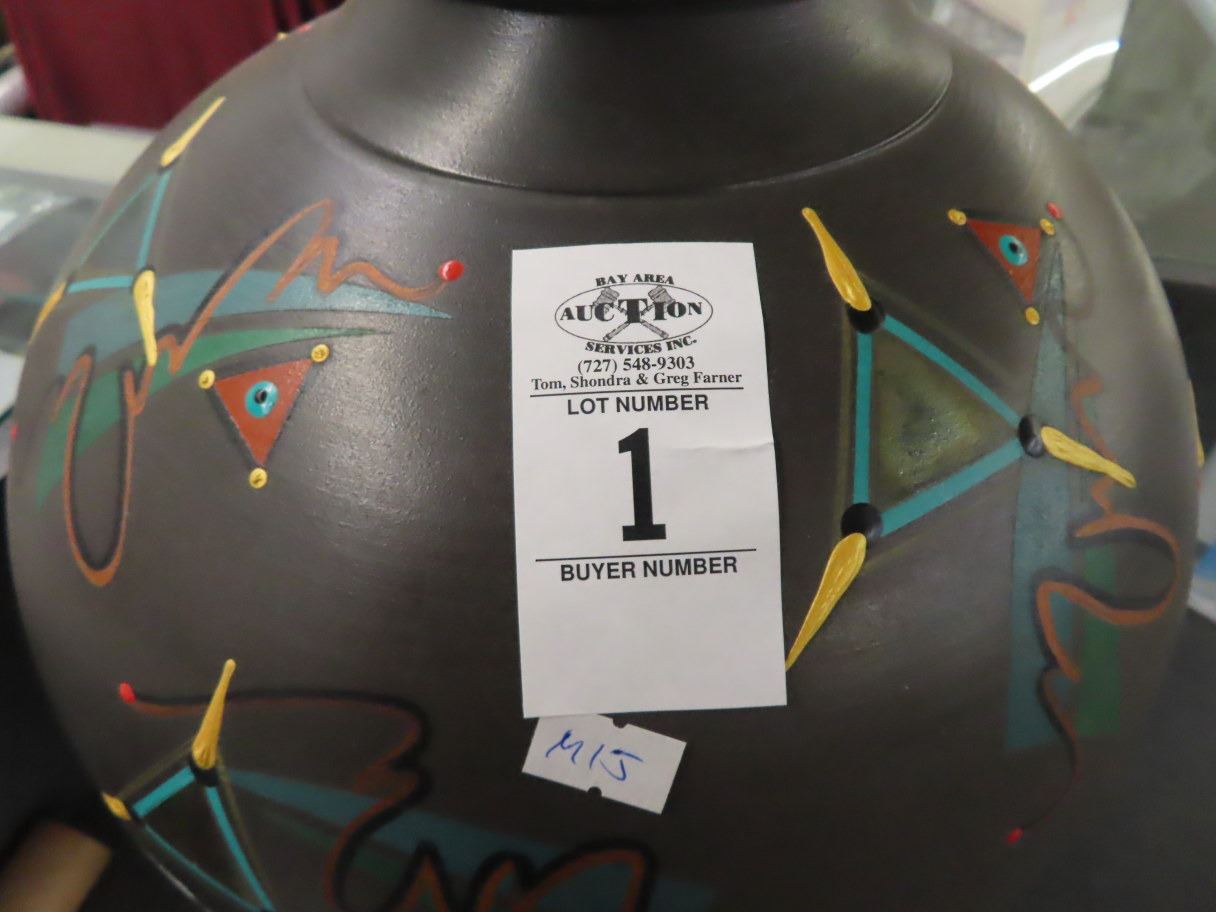 BAY AREA
AUCTION
SERVICES INC.
(727) 548-9303
Tom, Shondra & Greg Farner
LOT NUMBER
1
BUYER NUMBER
M15